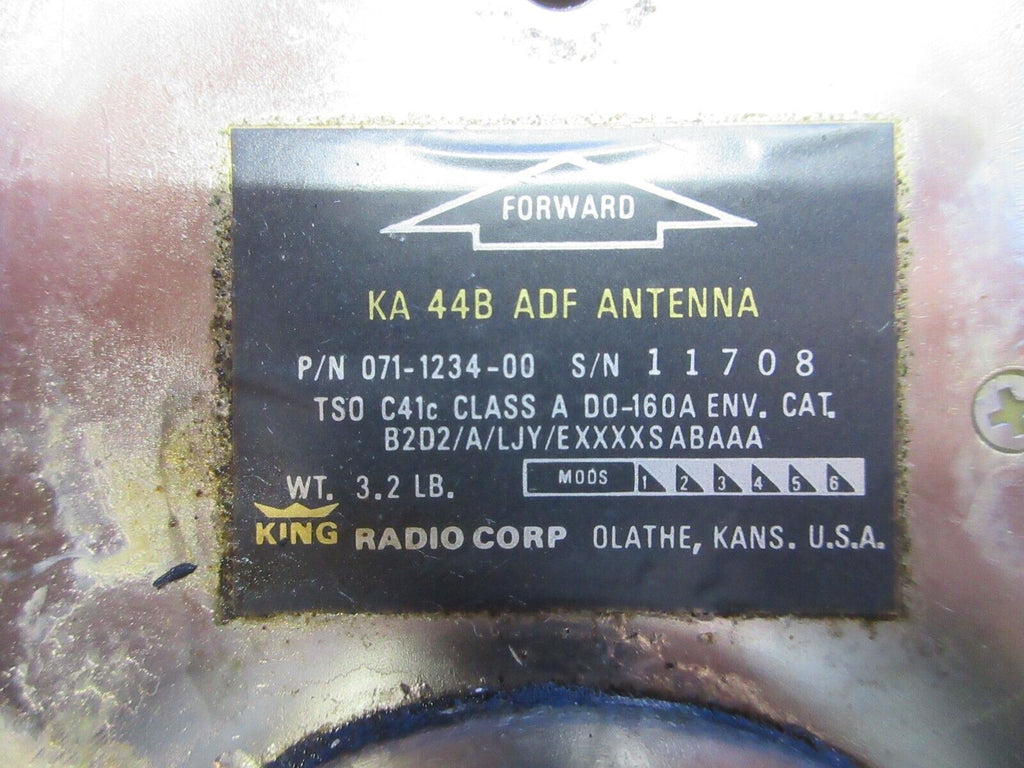 FORWARD
KA 44B ADF ANTENNA
P/N 071-1234-00 S/N 11708
TSO C41c CLASS A DO-160A ENV. CAT.
B2D2/A/LJY/EXXXXSABAAA
WT. 3.2 LB. MODS 1 2 3 4 5 6
KING RADIO CORP OLATHE, KANS. U.S.A.